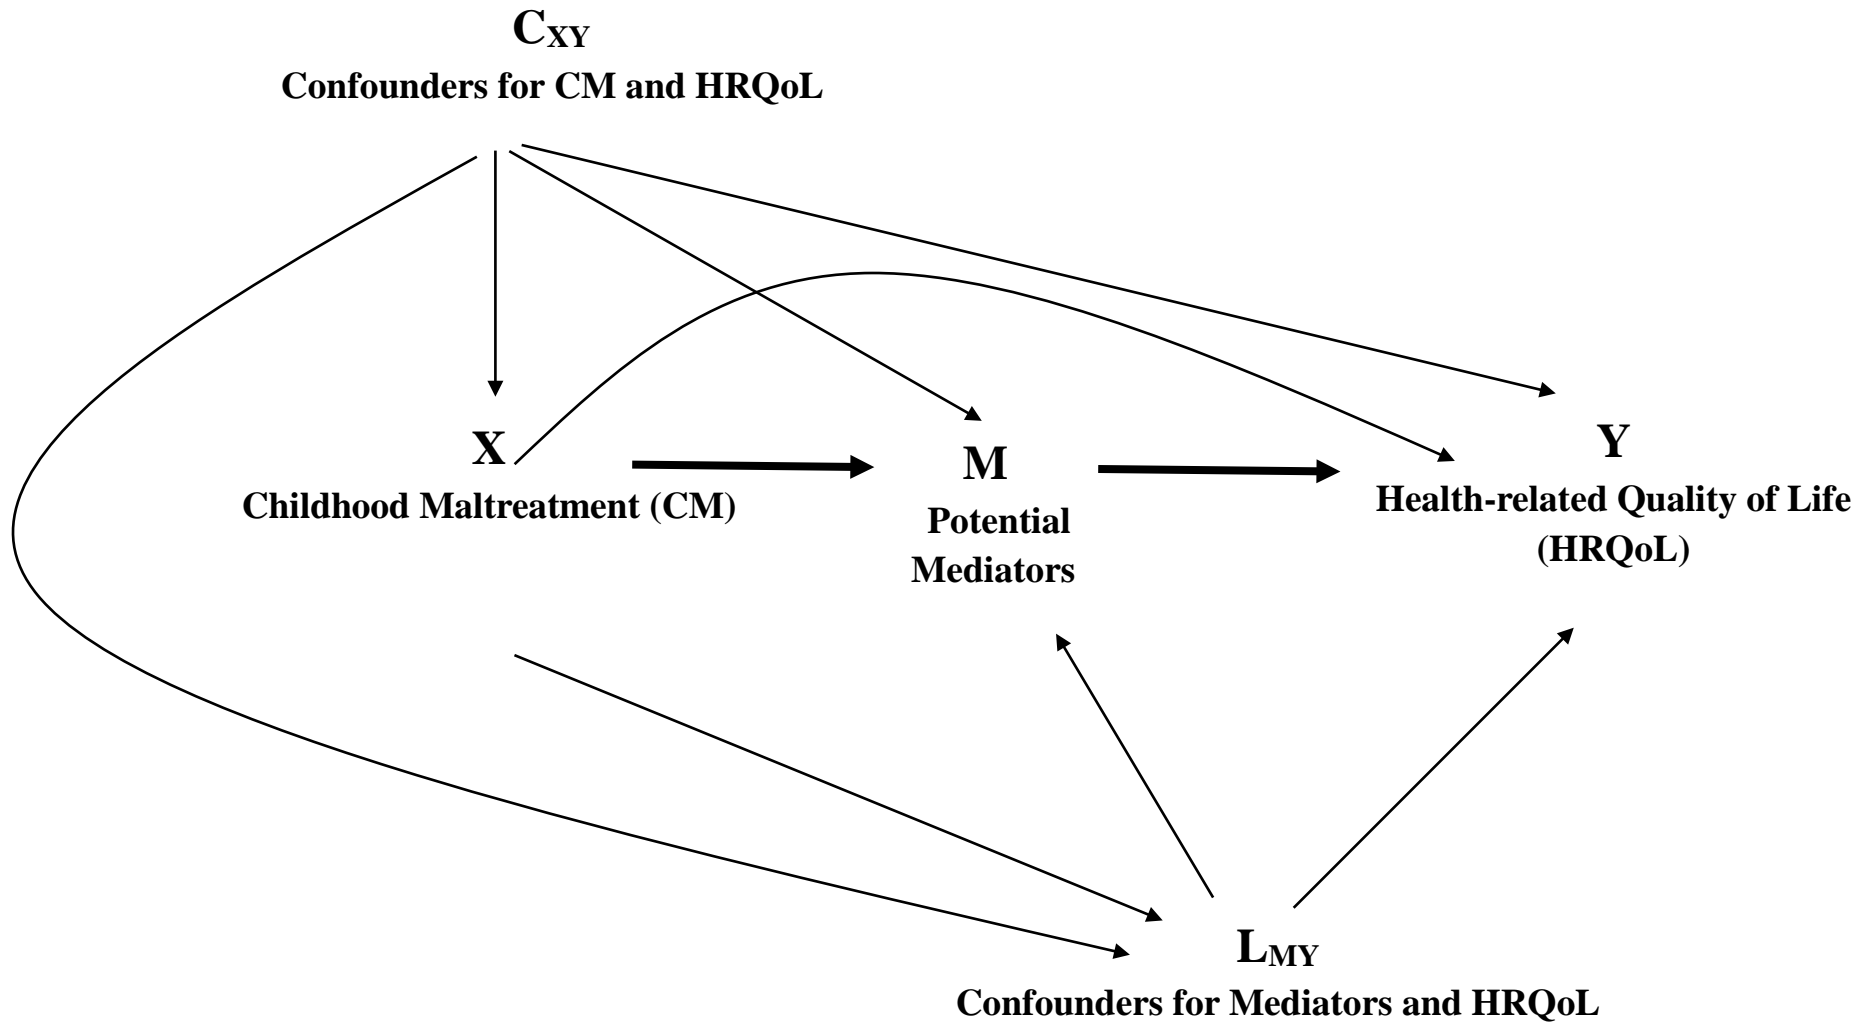 CXY
Confounders for CM and HRQoL
X
Childhood Maltreatment (CM)
M
Potential
Mediators
Y
Health-related Quality of Life
(HRQoL)
LMY
Confounders for Mediators and HRQoL